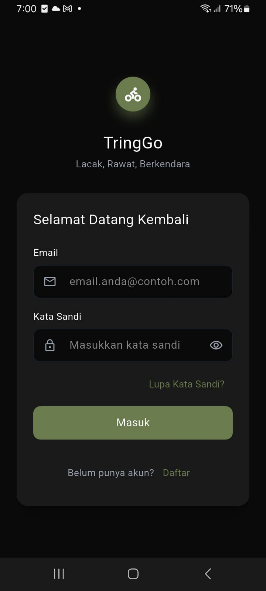 7:00
71%
TringGo
Lacak, Rawat, Berkendara
Selamat Datang Kembali
Email
email.anda@contoh.com
Kata Sandi
Masukkan kata sandi
Lupa Kata Sandi?
Masuk
Belum punya akun? Daftar